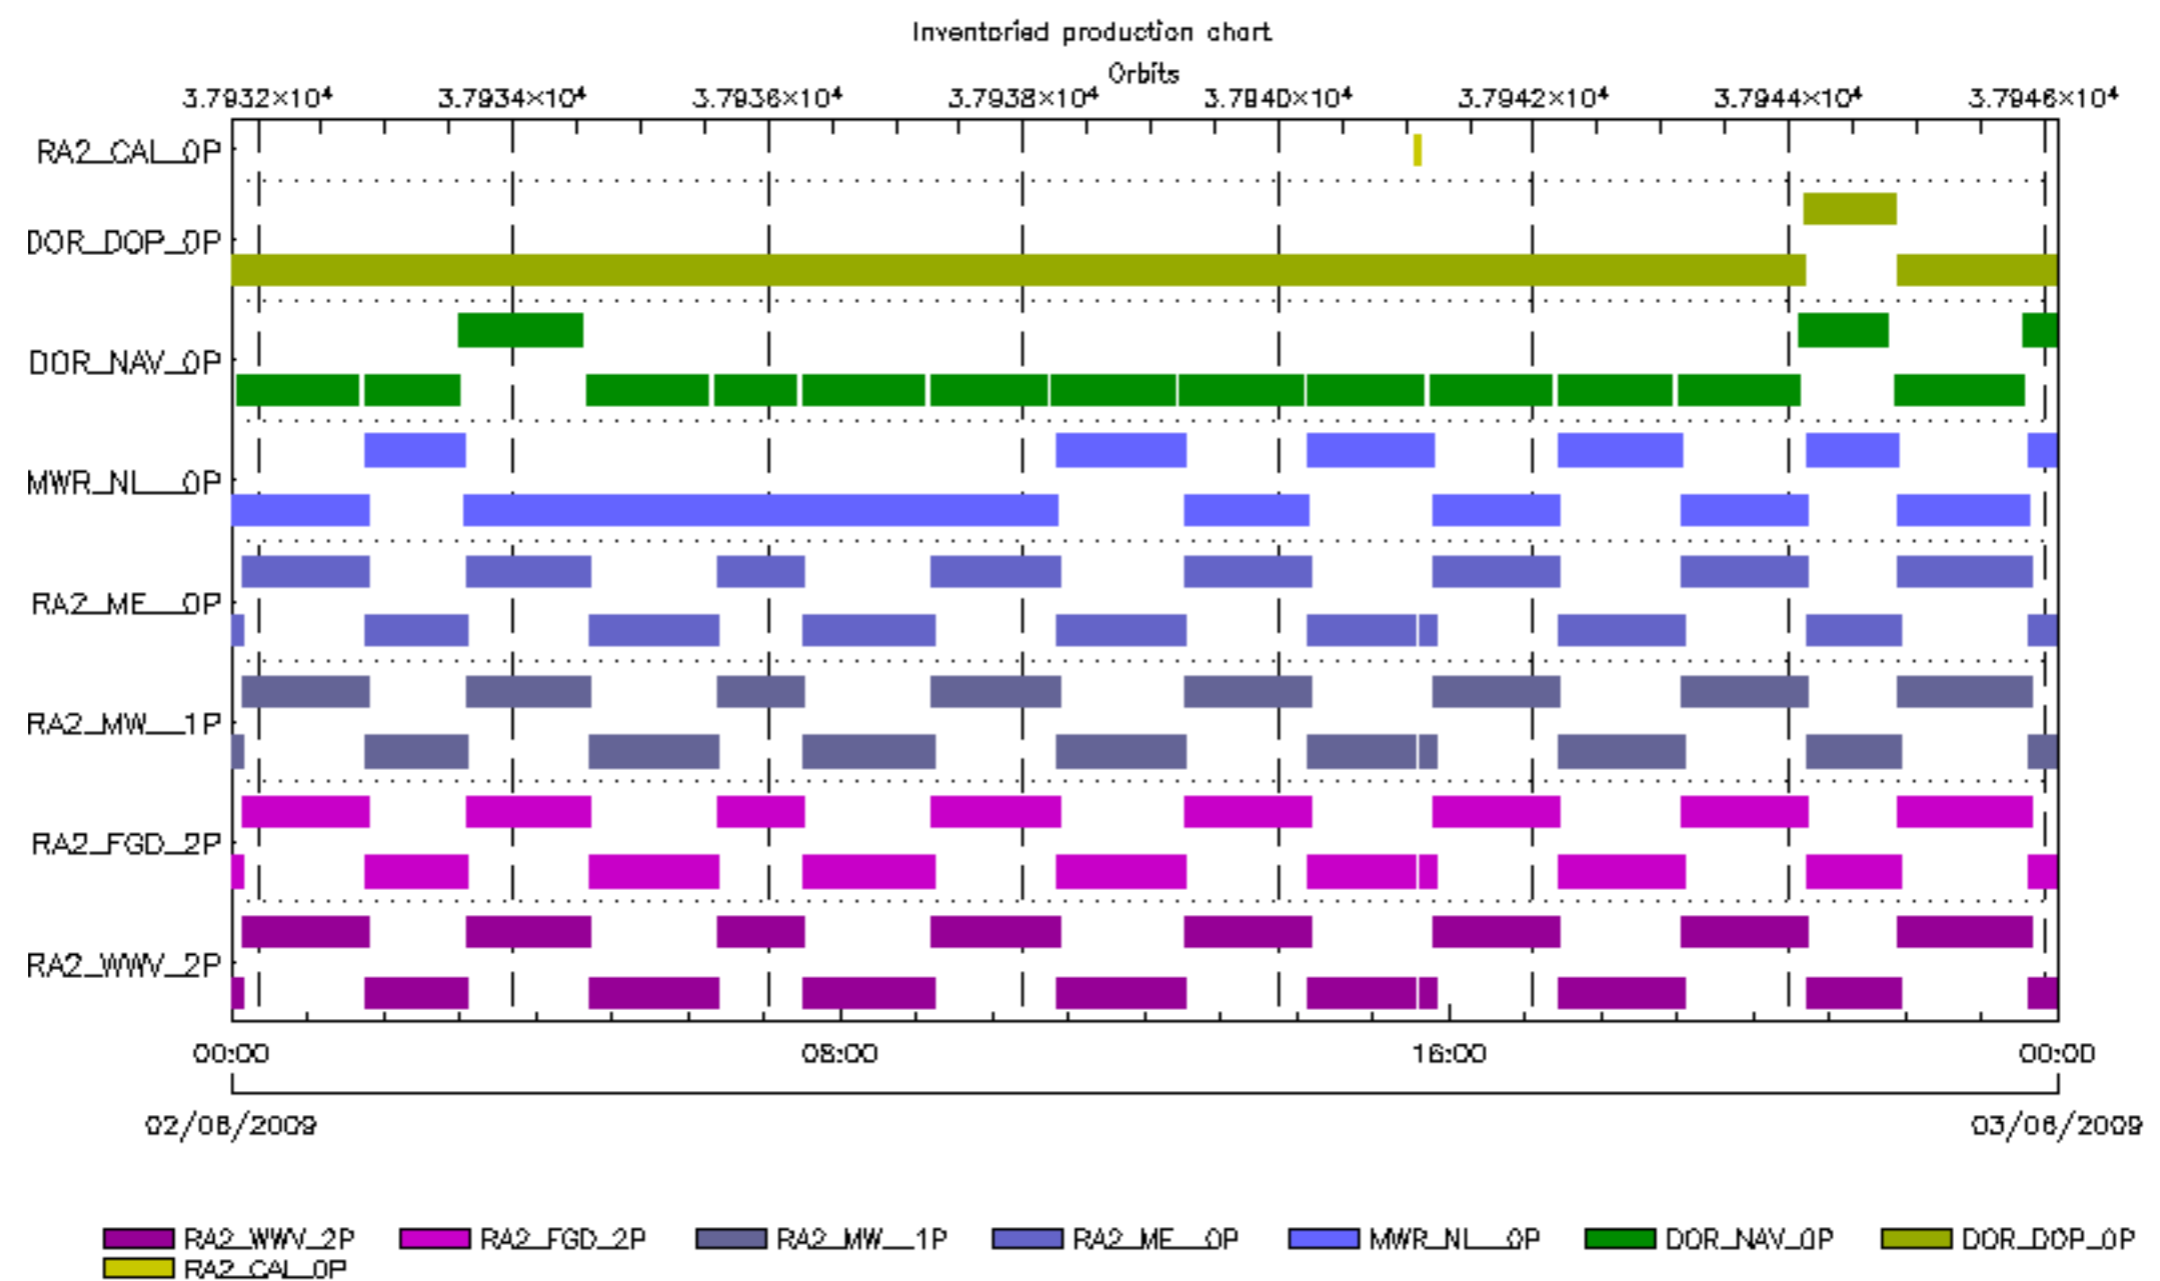 Inventoried production chart
Orbits
3.7932×10⁴ 3.7934×10⁴ 3.7936×10⁴ 3.7938×10⁴ 3.7940×10⁴ 3.7942×10⁴ 3.7944×10⁴ 3.7946×10⁴
RA2_CAL_0P
DOR_DOP_0P
DOR_NAV_0P
MWR_NL__0P
RA2_ME__0P
RA2_MW__1P
RA2_FGD_2P
RA2_WWV_2P
00:00 08:00 16:00 00:00
02/06/2009 03/06/2009
RA2_WWV_2P RA2_FGD_2P RA2_MW__1P RA2_ME__0P MWR_NL__0P DOR_NAV_0P DOR_DOP_0P
RA2_CAL_0P